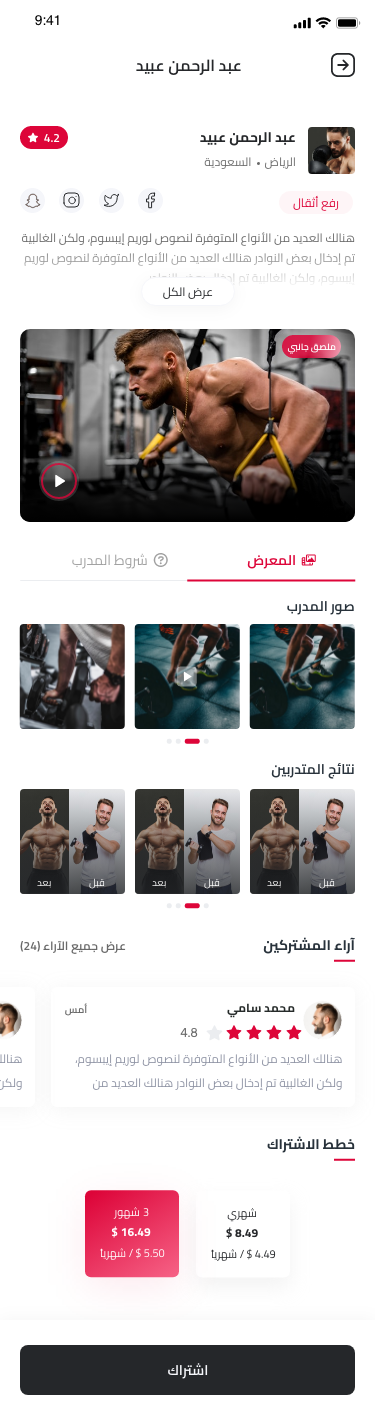 9:41
عبد الرحمن عبيد
عبد الرحمن عبيد
4.2
الرياض • السعودية
رفع أثقال
هنالك العديد من الأنواع المتوفرة لنصوص لوريم إيبسوم، ولكن الغالبية
تم إدخال بعض النوادر هنالك العديد من الأنواع المتوفرة لنصوص لوريم
إيبسوم، ولكن الغالبية تم إدخال بعض النوادر
عرض الكل
ملصق جانبي
المعرض
شروط المدرب
صور المدرب
نتائج المتدربين
قبل
بعد
قبل
بعد
قبل
بعد
آراء المشتركين
عرض جميع الآراء (24)
محمد سامي
أمس
4.8
هنالك العديد من الأنواع المتوفرة لنصوص لوريم إيبسوم،
ولكن الغالبية تم إدخال بعض النوادر هنالك العديد من
خطط الاشتراك
شهري
8.49 $
4.49 $ / شهرياً
3 شهور
16.49 $
5.50 $ / شهرياً
اشتراك